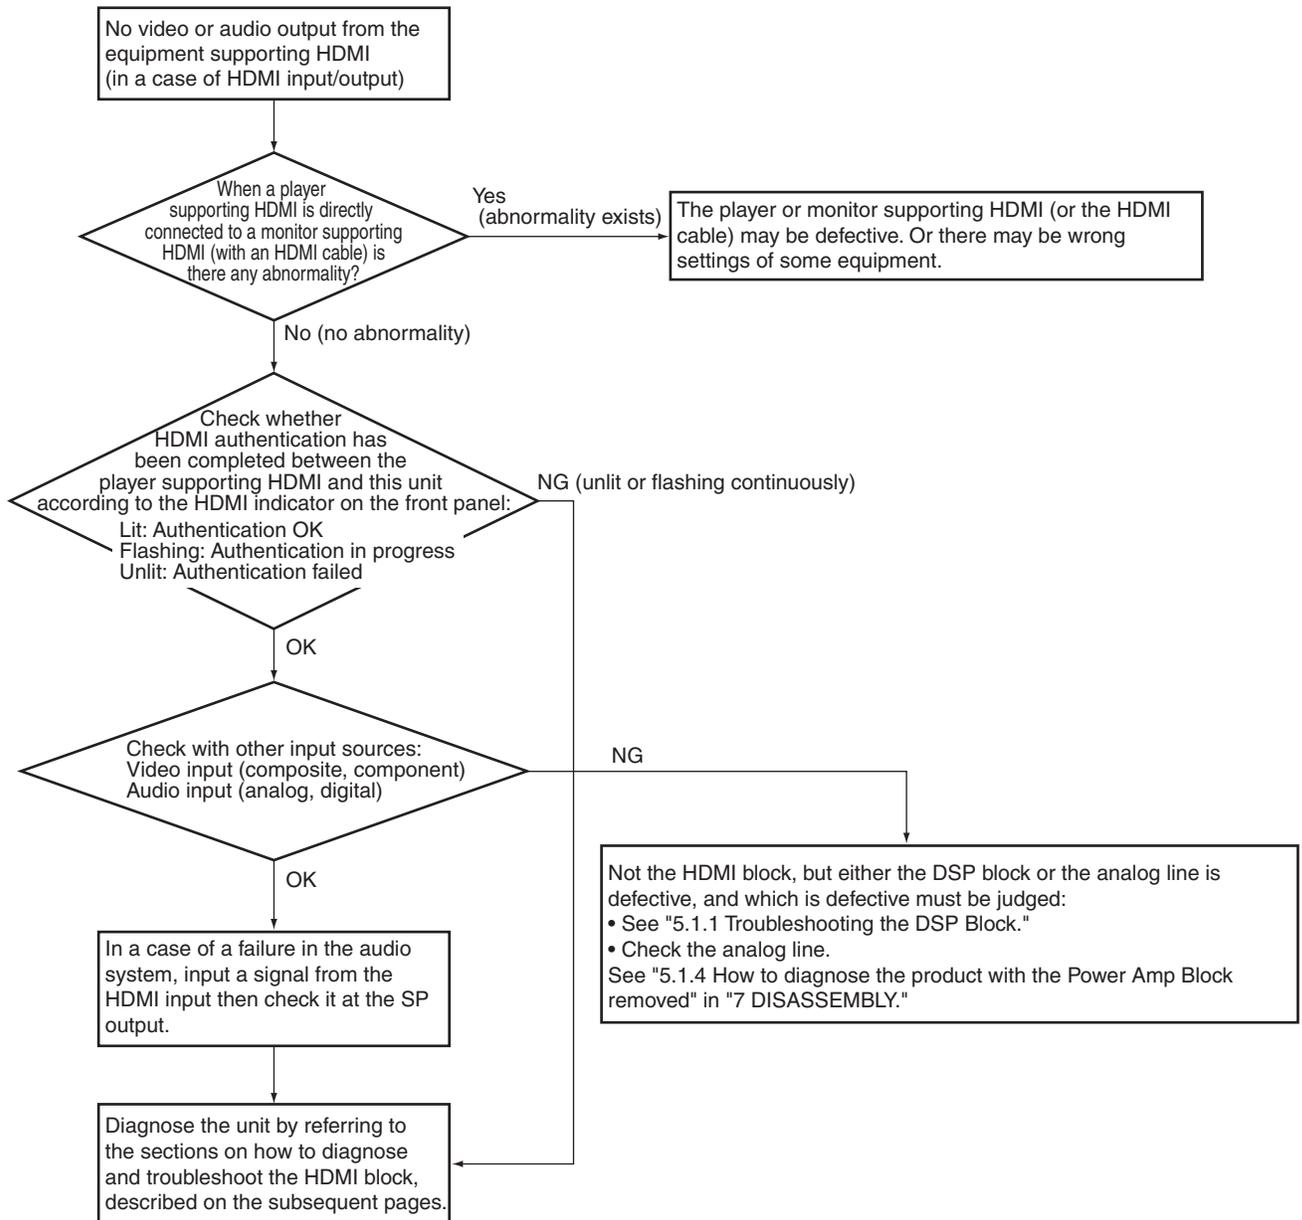 No video or audio output from the
equipment supporting HDMI
(in a case of HDMI input/output)
When a player
supporting HDMI is directly
connected to a monitor supporting
HDMI (with an HDMI cable) is
there any abnormality?
Yes
(abnormality exists)
The player or monitor supporting HDMI (or the HDMI
cable) may be defective. Or there may be wrong
settings of some equipment.
No (no abnormality)
Check whether
HDMI authentication has
been completed between the
player supporting HDMI and this unit
according to the HDMI indicator on the front panel:
Lit: Authentication OK
Flashing: Authentication in progress
Unlit: Authentication failed
NG (unlit or flashing continuously)
OK
Check with other input sources:
Video input (composite, component)
Audio input (analog, digital)
NG
OK
Not the HDMI block, but either the DSP block or the analog line is
defective, and which is defective must be judged:
• See "5.1.1 Troubleshooting the DSP Block."
• Check the analog line.
See "5.1.4 How to diagnose the product with the Power Amp Block
removed" in "7 DISASSEMBLY."
In a case of a failure in the audio
system, input a signal from the
HDMI input then check it at the SP
output.
Diagnose the unit by referring to
the sections on how to diagnose
and troubleshoot the HDMI block,
described on the subsequent pages.